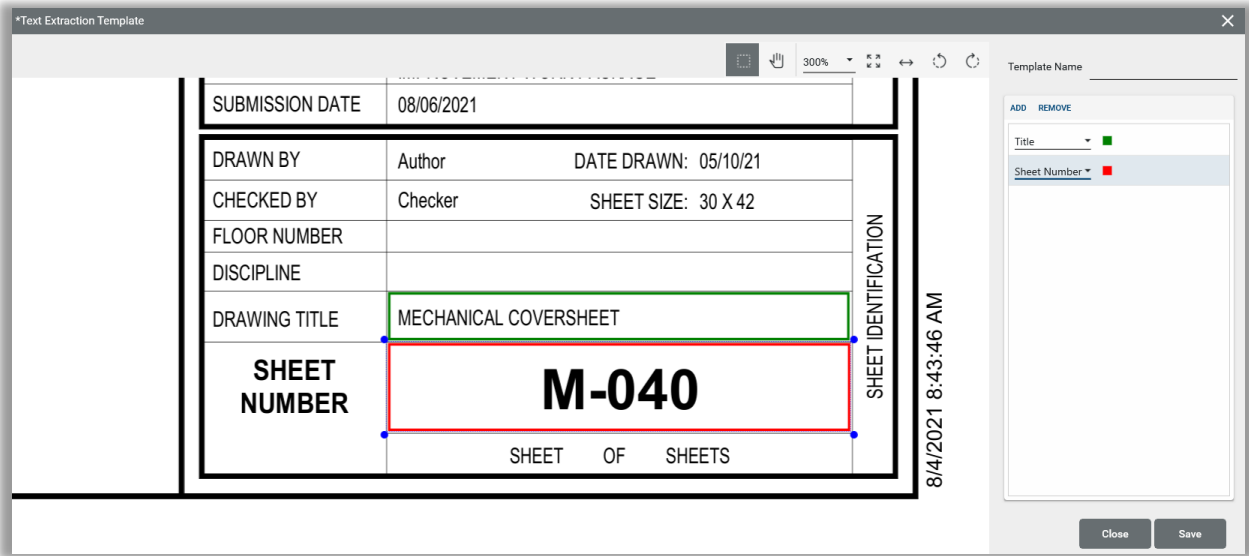 *Text Extraction Template
300%
Template Name
ADD REMOVE
Title
Sheet Number
SUBMISSION DATE 08/06/2021
DRAWN BY Author DATE DRAWN: 05/10/21
CHECKED BY Checker SHEET SIZE: 30 X 42
FLOOR NUMBER
DISCIPLINE
DRAWING TITLE MECHANICAL COVERSHEET
SHEET
NUMBER
M-040
SHEET OF SHEETS
SHEET IDENTIFICATION
8/4/2021 8:43:46 AM
Close Save